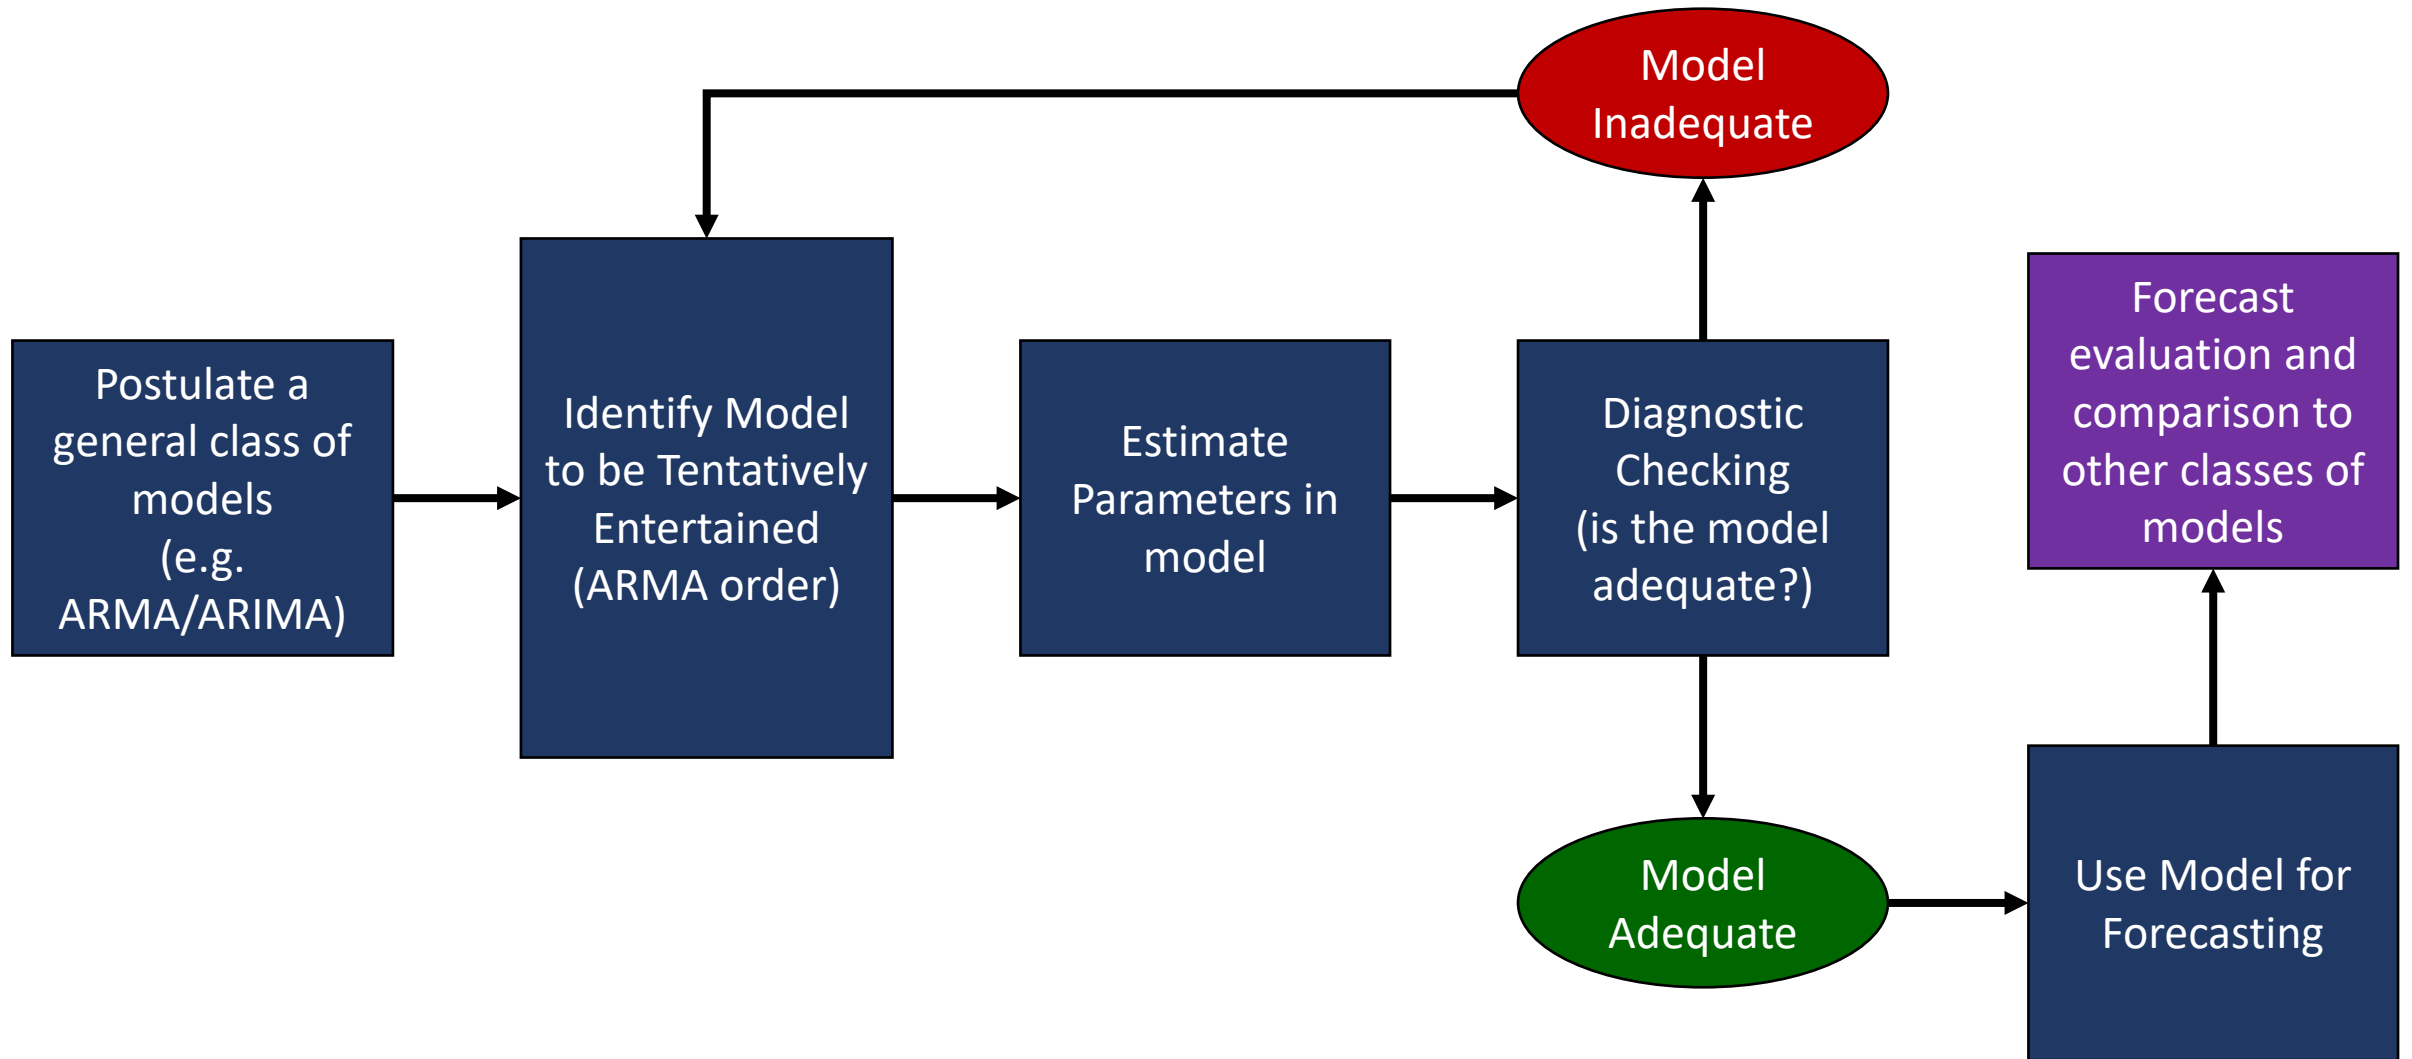 Postulate a
general class of
models
(e.g.
ARMA/ARIMA)
Identify Model
to be Tentatively
Entertained
(ARMA order)
Estimate
Parameters in
model
Diagnostic
Checking
(is the model
adequate?)
Model
Inadequate
Model
Adequate
Use Model for
Forecasting
Forecast
evaluation and
comparison to
other classes of
models